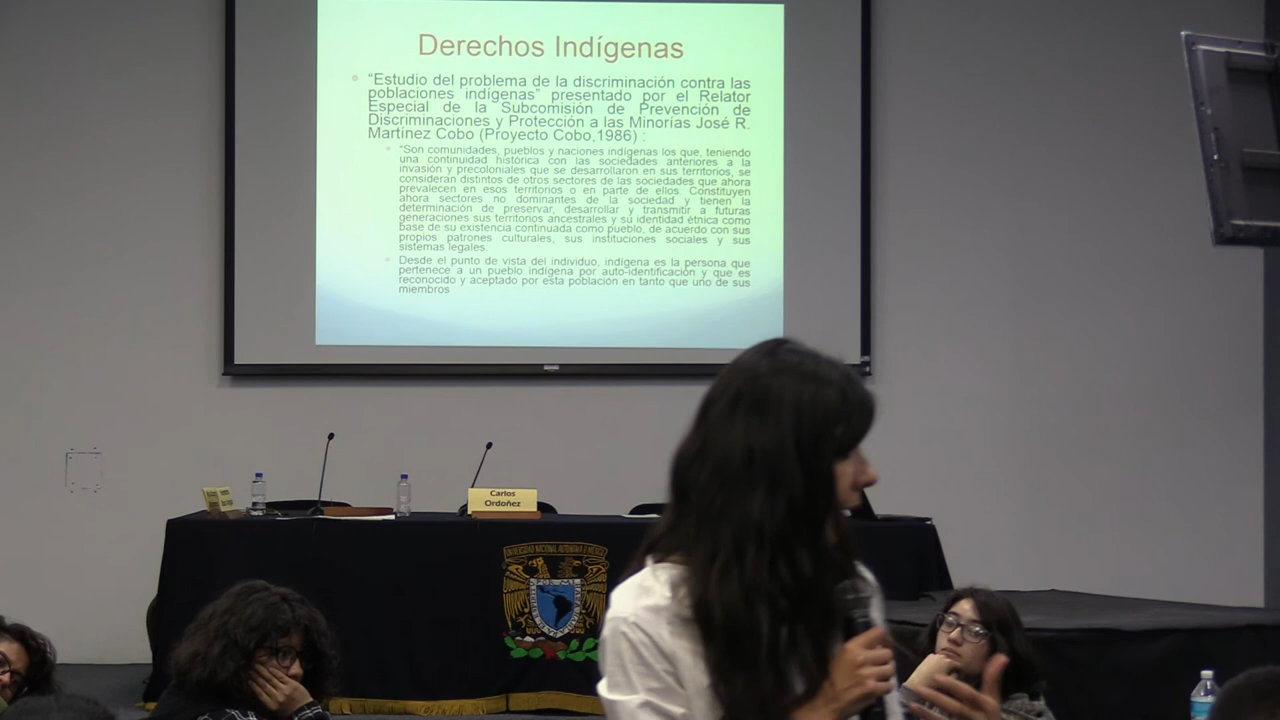 Derechos Indígenas
"Estudio del problema de la discriminación contra las
poblaciones indígenas" presentado por el Relator
Especial de la Subcomisión de Prevención de
Discriminaciones y Protección a las Minorías José R.
Martínez Cobo (Proyecto Cobo,1986) :
"Son comunidades, pueblos y naciones indígenas los que, teniendo
una continuidad histórica con las sociedades anteriores a la
invasión y precoloniales que se desarrollaron en sus territorios, se
consideran distintos de otros sectores de las sociedades que ahora
prevalecen en esos territorios o en parte de ellos. Constituyen
ahora sectores no dominantes de la sociedad y tienen la
determinación de preservar, desarrollar y transmitir a futuras
generaciones sus territorios ancestrales y su identidad étnica como
base de su existencia continuada como pueblo, de acuerdo con sus
propios patrones culturales, sus instituciones sociales y sus
sistemas legales.
Desde el punto de vista del individuo, indígena es la persona que
pertenece a un pueblo indígena por auto-identificación y que es
reconocido y aceptado por esta población en tanto que uno de sus
miembros
Carlos
Ordoñez
UNIVERSIDAD NACIONAL AUTONOMA